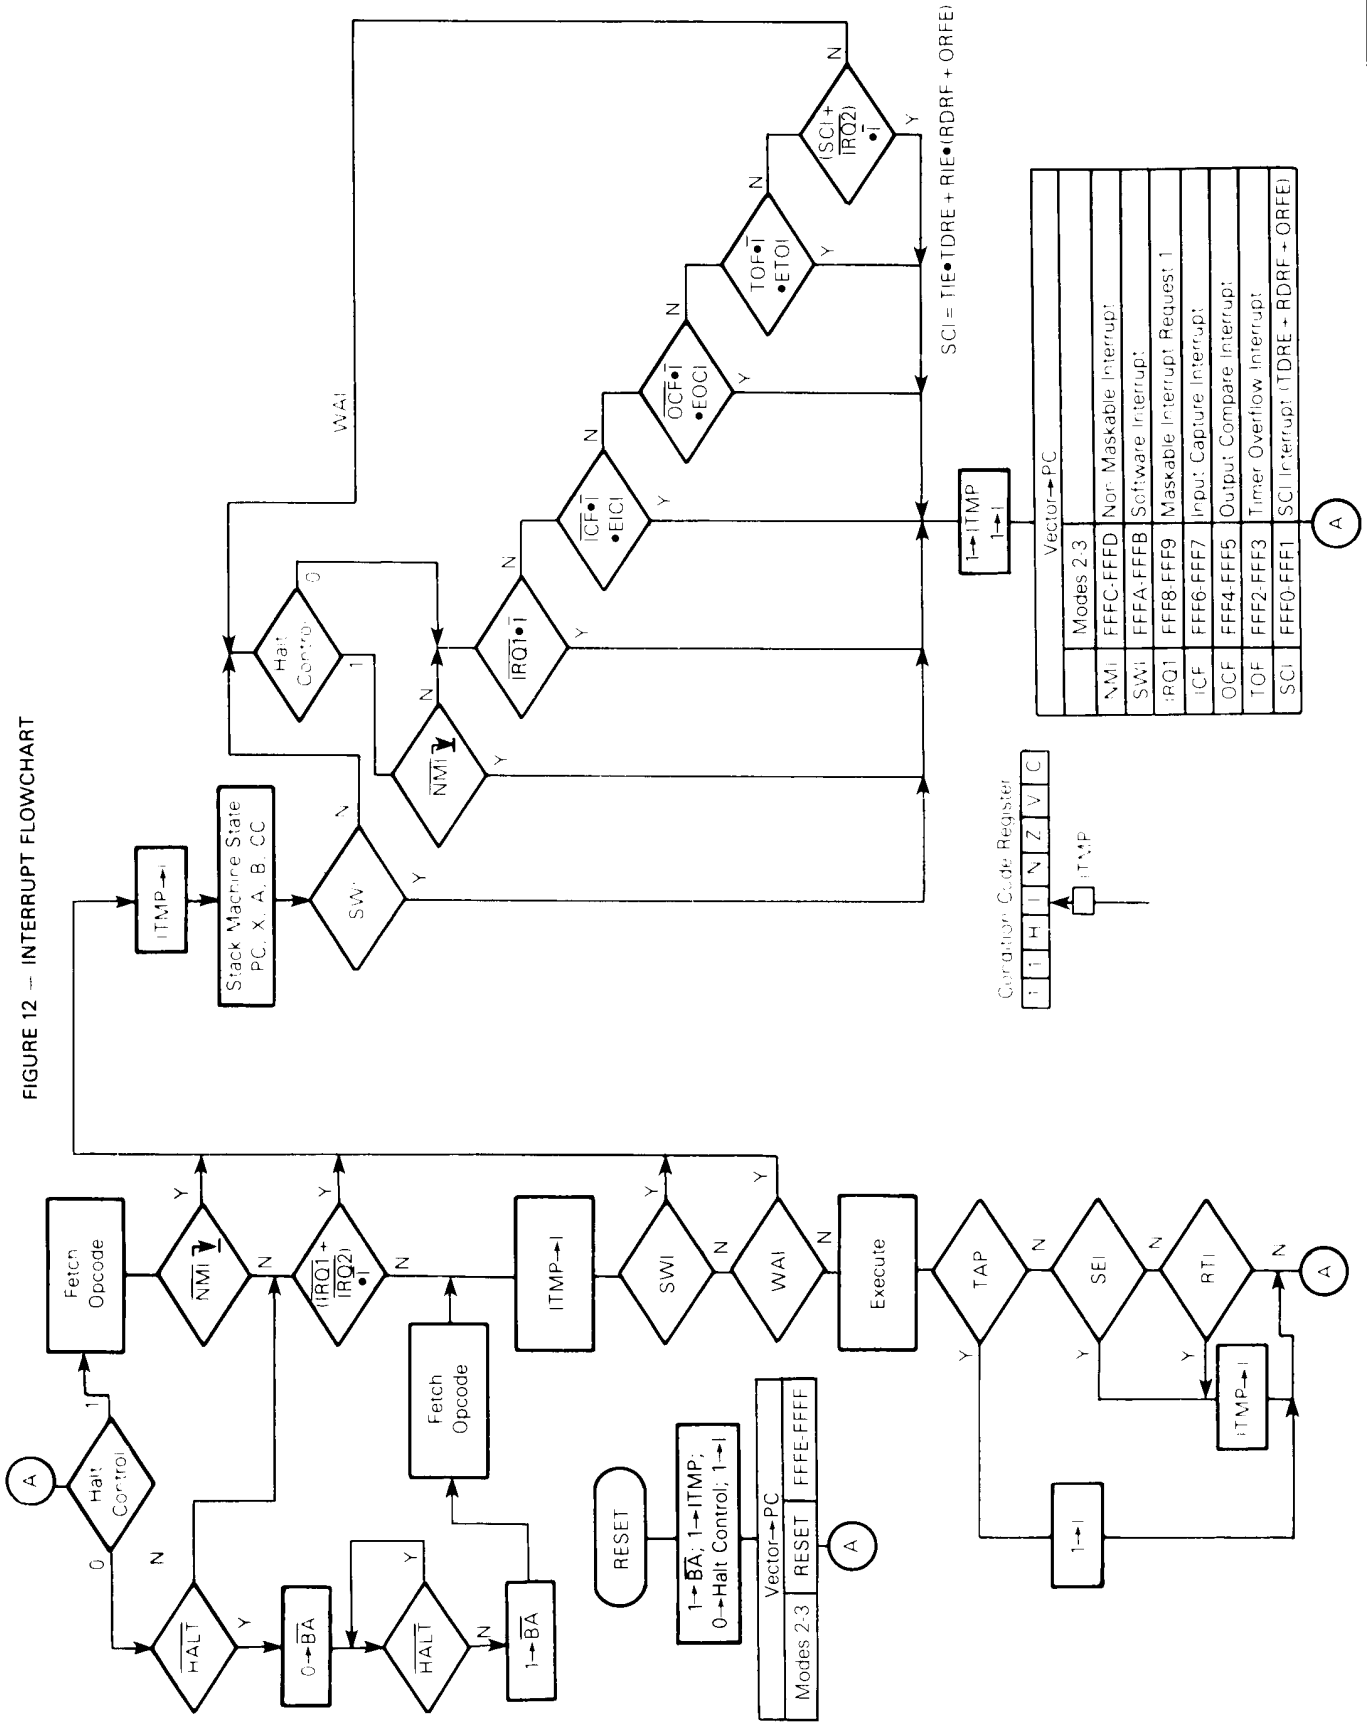 FIGURE 12 — INTERRUPT FLOWCHART
A
Halt
Control
0
1
Fetch
Opcode
HALT
N
Y
0→BA
HALT
Y
N
1→BA
Fetch
Opcode
NMI
Y
N
(IRQ1 +
IRQ2)
•I
Y
N
ITMP→I
SWI
Y
N
WAI
Y
N
Execute
TAP
Y
N
SEI
Y
N
RTI
Y
N
1→I
ITMP→I
A
RESET
1→BA; 1→ITMP;
0→Halt Control; 1→I
Vector→PC
Modes 2-3 RESET FFFE-FFFF
A
ITMP→I
Stack Machine State
PC, X, A, B, CC
SWI
N
Y
WAI
Halt
Control
0
1
NMI
N
Y
IRQ1•I
N
Y
ICF•I
•EICI
N
Y
OCF•I
•EOCI
N
Y
TOF•I
•ETOI
N
Y
(SCI +
IRQ2)
•I
N
Y
SCI = TIE•TDRE + RIE•(RDRF + ORFE)
1→ITMP
1→I
Vector→PC
Modes 2-3
NMI FFFC-FFFD Non Maskable Interrupt
SWI FFFA-FFFB Software Interrupt
IRQ1 FFF8-FFF9 Maskable Interrupt Request 1
ICF FFF6-FFF7 Input Capture Interrupt
OCF FFF4-FFF5 Output Compare Interrupt
TOF FFF2-FFF3 Timer Overflow Interrupt
SCI FFF0-FFF1 SCI Interrupt (TDRE + RDRF + ORFE)
A
Condition Code Register
1 1 H I N Z V C
ITMP